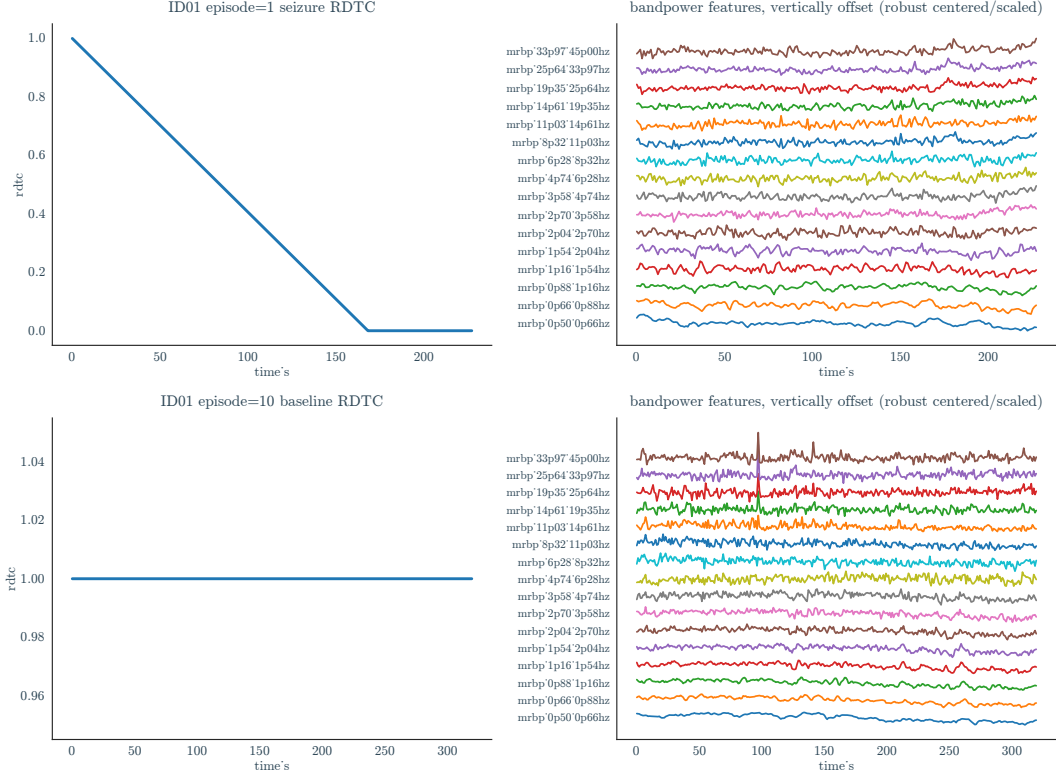 ID01 episode=1 seizure RDTC
1.0
0.8
0.6
0.4
0.2
0.0
rdtc
0
50
100
150
200
time˙s
bandpower features, vertically offset (robust centered/scaled)
mrbp˙33p97˙45p00hz
mrbp˙25p64˙33p97hz
mrbp˙19p35˙25p64hz
mrbp˙14p61˙19p35hz
mrbp˙11p03˙14p61hz
mrbp˙8p32˙11p03hz
mrbp˙6p28˙8p32hz
mrbp˙4p74˙6p28hz
mrbp˙3p58˙4p74hz
mrbp˙2p70˙3p58hz
mrbp˙2p04˙2p70hz
mrbp˙1p54˙2p04hz
mrbp˙1p16˙1p54hz
mrbp˙0p88˙1p16hz
mrbp˙0p66˙0p88hz
mrbp˙0p50˙0p66hz
0
50
100
150
200
time˙s
ID01 episode=10 baseline RDTC
1.04
1.02
1.00
0.98
0.96
rdtc
0
50
100
150
200
250
300
time˙s
bandpower features, vertically offset (robust centered/scaled)
mrbp˙33p97˙45p00hz
mrbp˙25p64˙33p97hz
mrbp˙19p35˙25p64hz
mrbp˙14p61˙19p35hz
mrbp˙11p03˙14p61hz
mrbp˙8p32˙11p03hz
mrbp˙6p28˙8p32hz
mrbp˙4p74˙6p28hz
mrbp˙3p58˙4p74hz
mrbp˙2p70˙3p58hz
mrbp˙2p04˙2p70hz
mrbp˙1p54˙2p04hz
mrbp˙1p16˙1p54hz
mrbp˙0p88˙1p16hz
mrbp˙0p66˙0p88hz
mrbp˙0p50˙0p66hz
0
50
100
150
200
250
300
time˙s